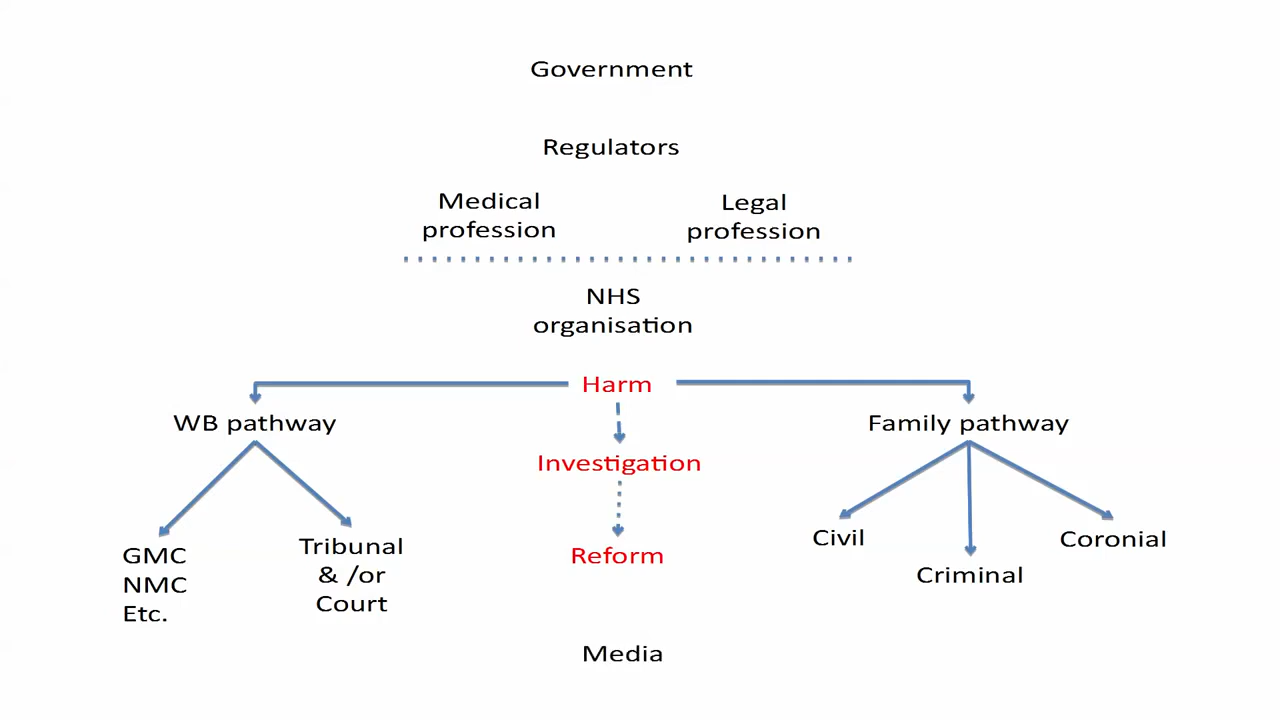 Government
Regulators
Medical
profession
Legal
profession
NHS
organisation
Harm
WB pathway
Family pathway
Investigation
GMC
NMC
Etc.
Tribunal
& /or
Court
Reform
Civil
Criminal
Coronial
Media